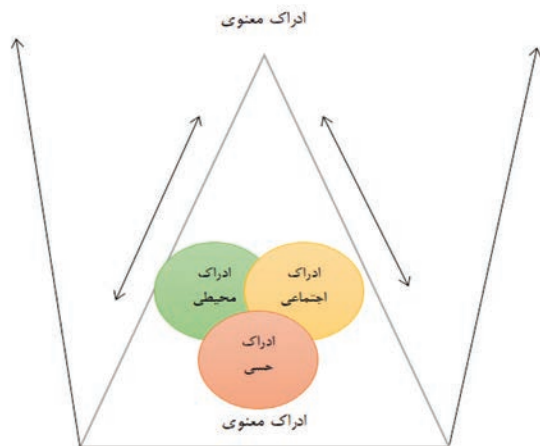 ادراک معنوی
ادراک
محیطی
ادراک
اجتماعی
ادراک
حسی
ادراک معنوی